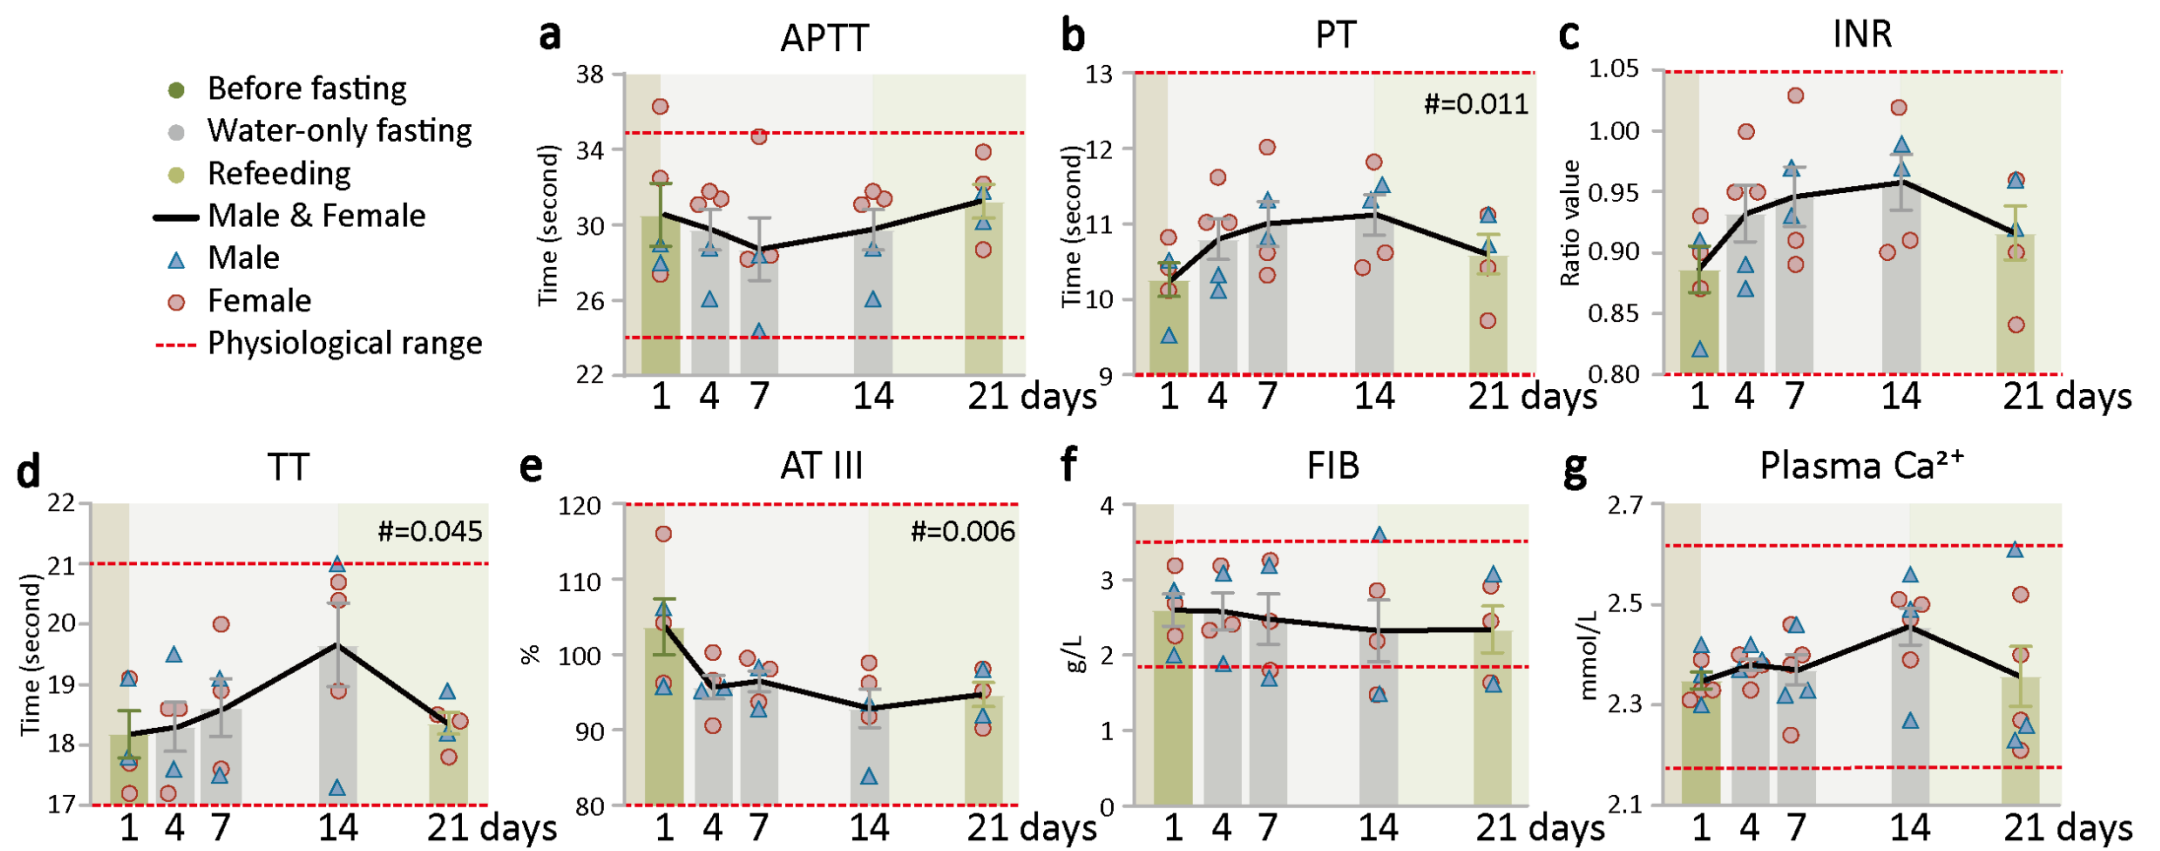 Before fasting
Water-only fasting
Refeeding
Male & Female
Male
Female
Physiological range
a APTT
Time (second)
38
34
30
26
22
1 4 7 14 21 days
b PT
Time (second)
13
12
11
10
9
#=0.011
1 4 7 14 21 days
c INR
Ratio value
1.05
1.00
0.95
0.90
0.85
0.80
1 4 7 14 21 days
d TT
Time (second)
22
21
20
19
18
17
#=0.045
1 4 7 14 21 days
e AT III
%
120
110
100
90
80
#=0.006
1 4 7 14 21 days
f FIB
g/L
4
3
2
1
0
1 4 7 14 21 days
g Plasma Ca²⁺
mmol/L
2.7
2.5
2.3
2.1
1 4 7 14 21 days